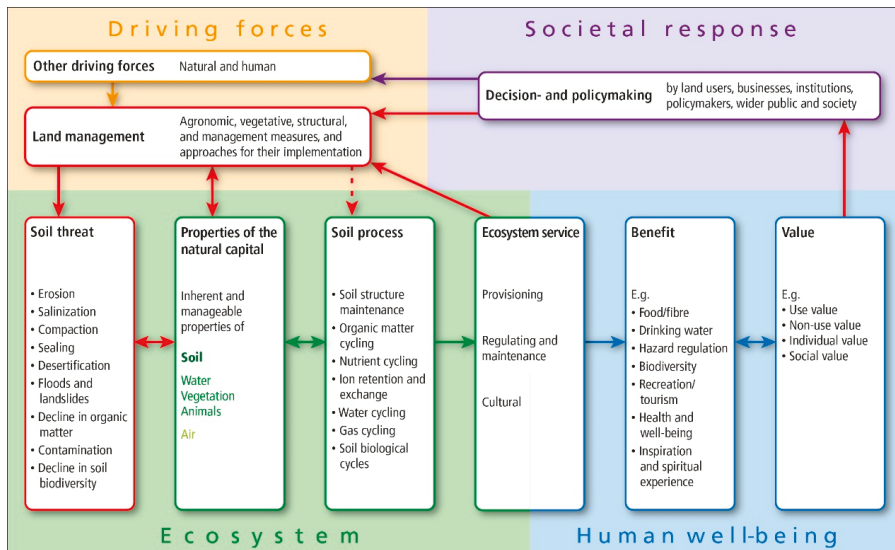 Driving forces
Societal response
Other driving forces Natural and human
Decision- and policymaking by land users, businesses, institutions,
policymakers, wider public and society
Land management Agronomic, vegetative, structural,
and management measures, and
approaches for their implementation
Soil threat
• Erosion
• Salinization
• Compaction
• Sealing
• Desertification
• Floods and
landslides
• Decline in organic
matter
• Contamination
• Decline in soil
biodiversity
Properties of the
natural capital
Inherent and
manageable
properties of
Soil
Water
Vegetation
Animals
Air
Soil process
• Soil structure
maintenance
• Organic matter
cycling
• Nutrient cycling
• Ion retention and
exchange
• Water cycling
• Gas cycling
• Soil biological
cycles
Ecosystem service
Provisioning
Regulating and
maintenance
Cultural
Benefit
E.g.
• Food/fibre
• Drinking water
• Hazard regulation
• Biodiversity
• Recreation/
tourism
• Health and
well-being
• Inspiration
and spiritual
experience
Value
E.g.
• Use value
• Non-use value
• Individual value
• Social value
Ecosystem
Human well-being